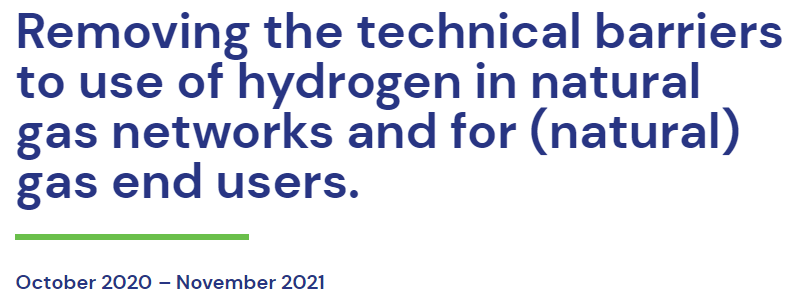 Removing the technical barriers
to use of hydrogen in natural
gas networks and for (natural)
gas end users.
October 2020 – November 2021